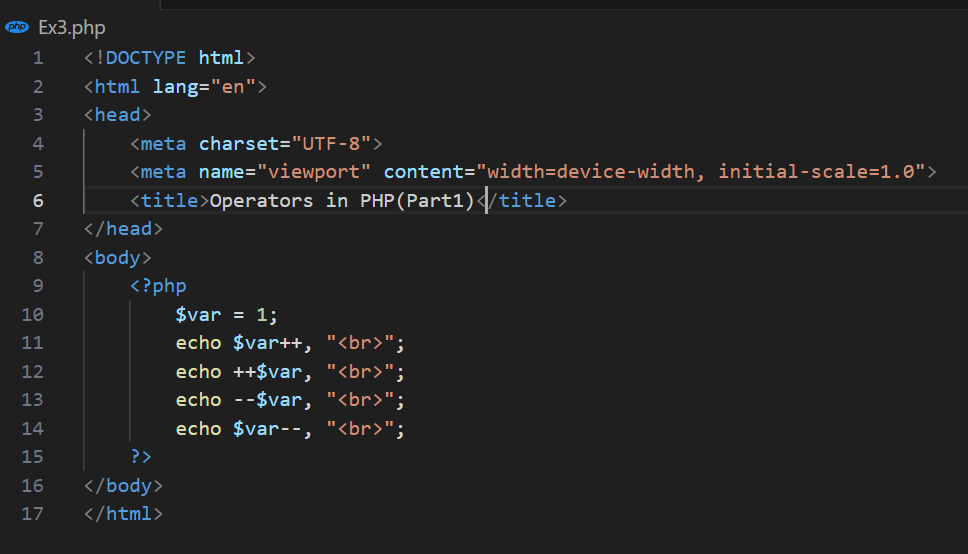 php Ex3.php
1 <!DOCTYPE html>
2 <html lang="en">
3 <head>
4     <meta charset="UTF-8">
5     <meta name="viewport" content="width=device-width, initial-scale=1.0">
6     <title>Operators in PHP(Part1)</title>
7 </head>
8 <body>
9     <?php
10         $var = 1;
11         echo $var++, "<br>";
12         echo ++$var, "<br>";
13         echo --$var, "<br>";
14         echo $var--, "<br>";
15     ?>
16 </body>
17 </html>